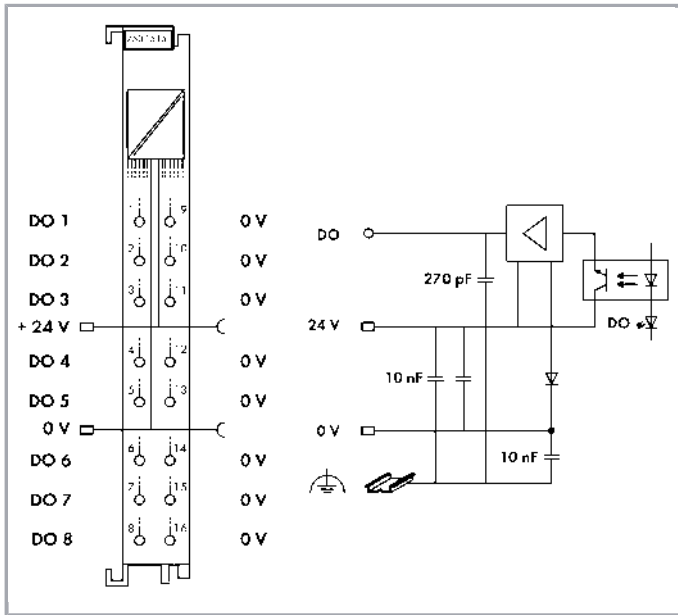 DO 1 1 9 0 V
DO 2 2 10 0 V
DO 3 3 11 0 V
+ 24 V
DO 4 4 12 0 V
DO 5 5 13 0 V
0 V
DO 6 6 14 0 V
DO 7 7 15 0 V
DO 8 8 16 0 V
DO
270 pF
24 V
DO
10 nF
0 V
10 nF